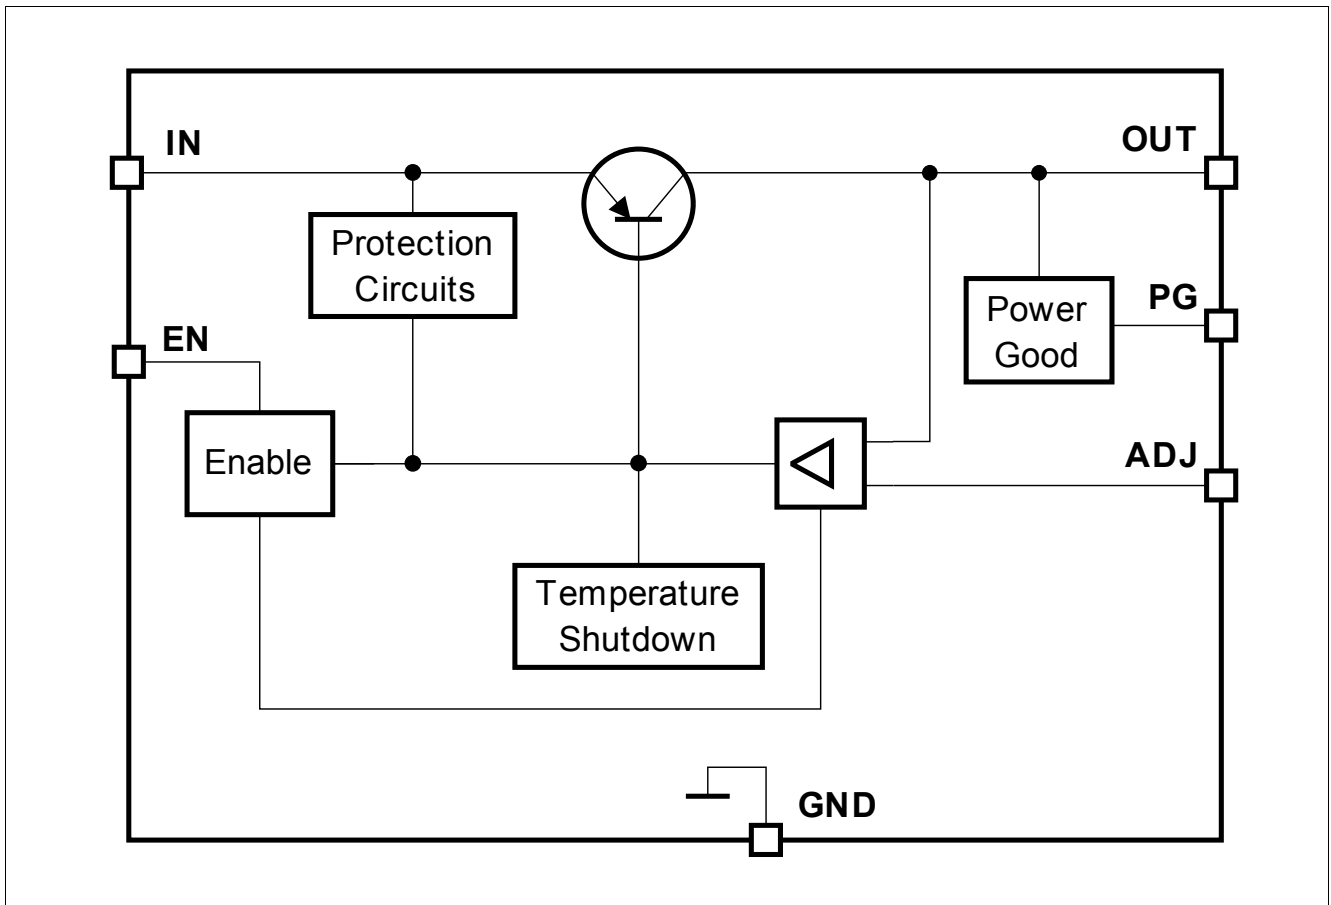 IN
OUT
Protection
Circuits
Power
Good
PG
EN
Enable
ADJ
Temperature
Shutdown
GND